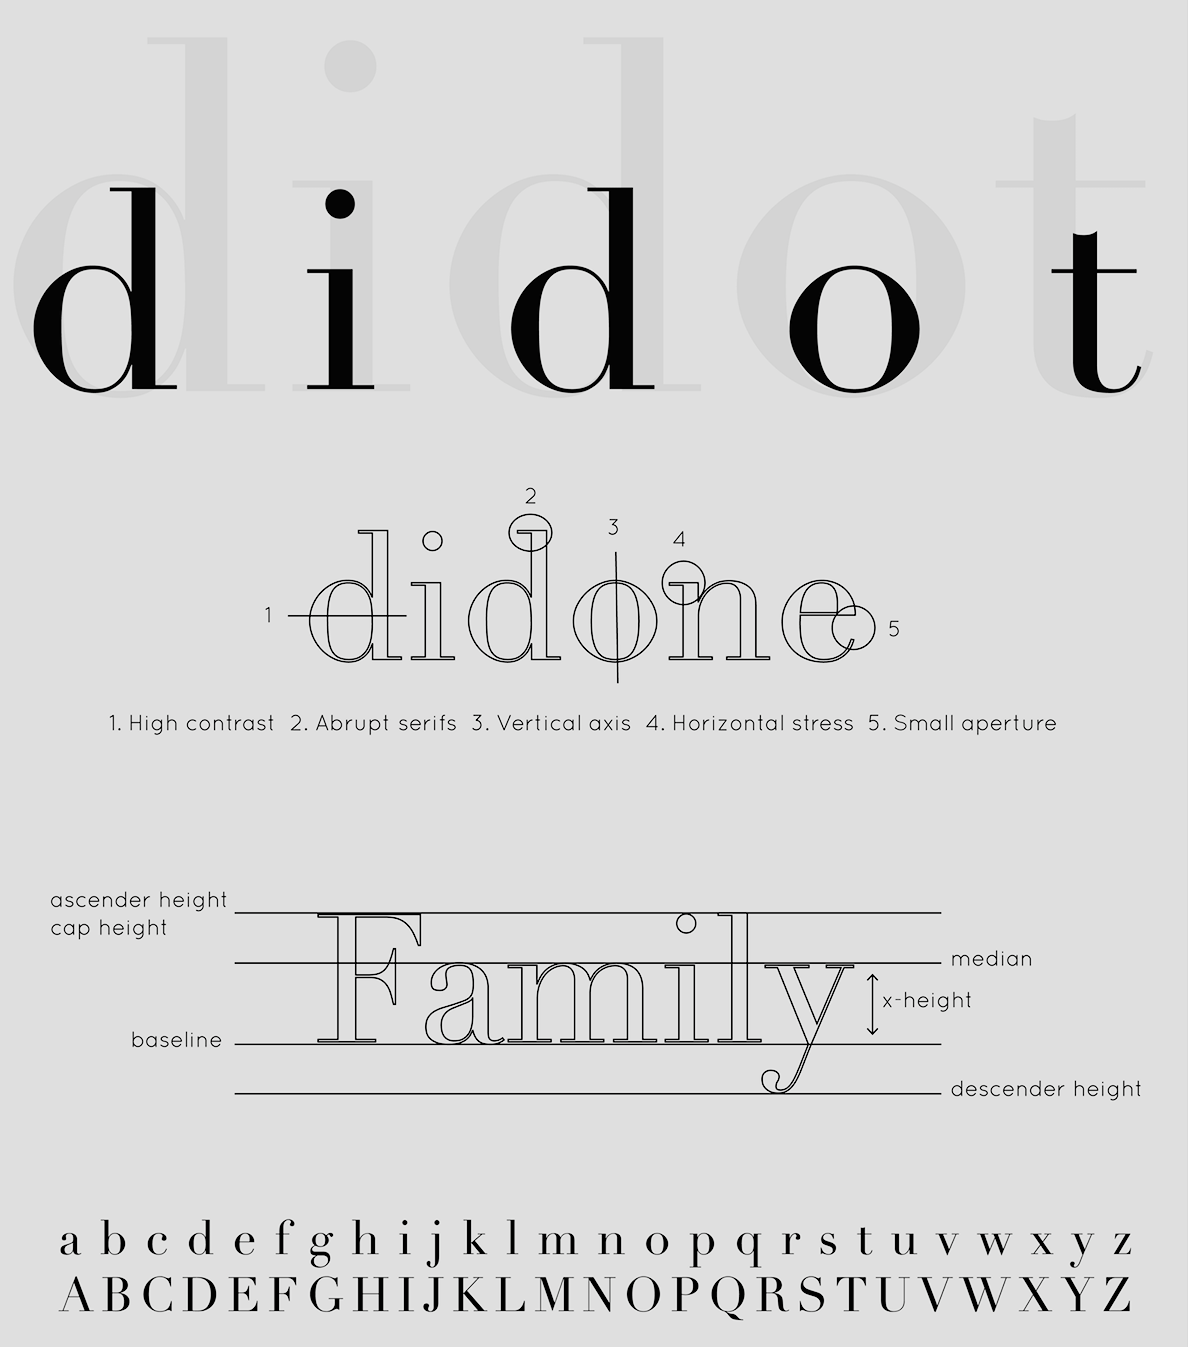 didot
didot
2
3
4
didone
1
5
1. High contrast 2. Abrupt serifs 3. Vertical axis 4. Horizontal stress 5. Small aperture
ascender height
cap height
Family
median
x-height
baseline
descender height
a b c d e f g h i j k l m n o p q r s t u v w x y z
A B C D E F G H I J K L M N O P Q R S T U V W X Y Z